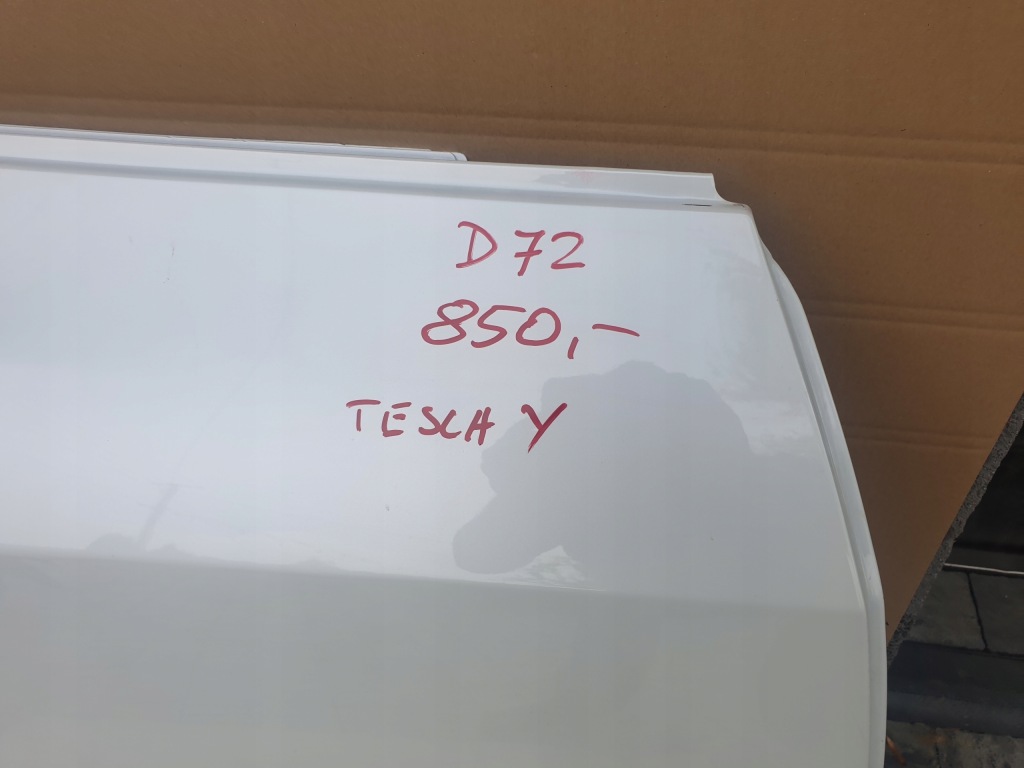 D72
850,-
TESLA Y